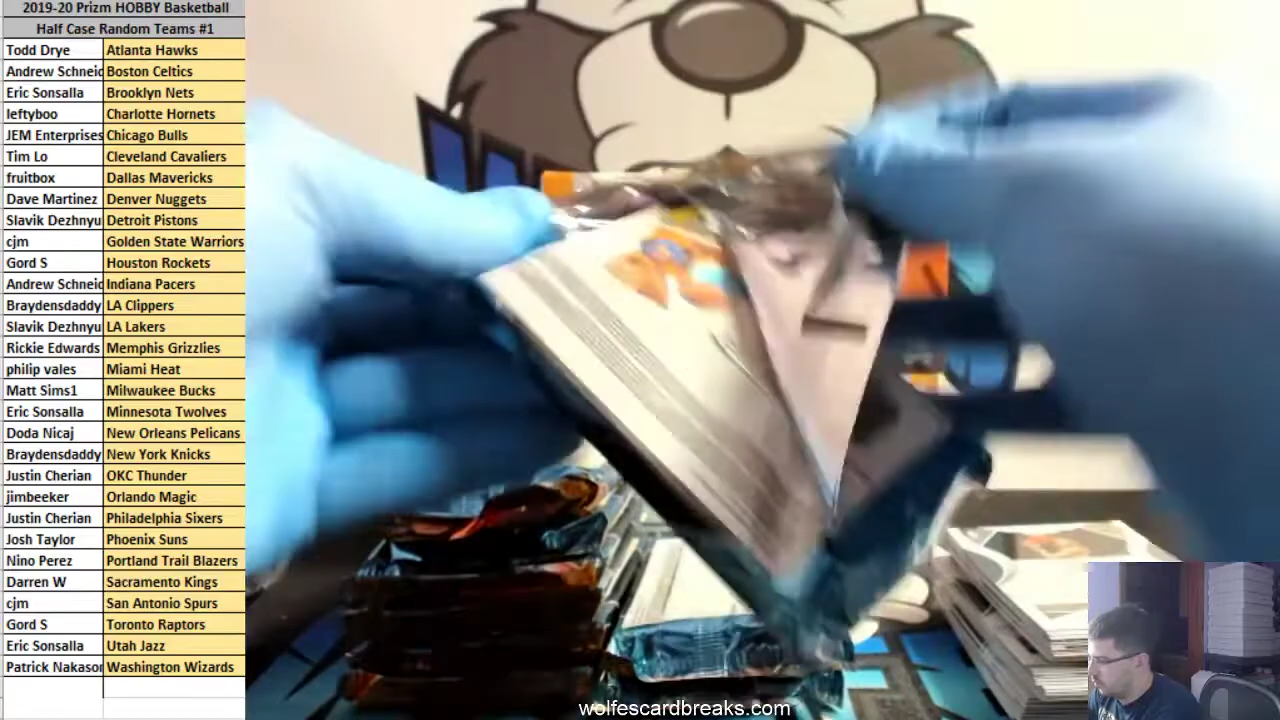 2019-20 Prizm HOBBY Basketball
Half Case Random Teams #1
Todd Drye Atlanta Hawks
Andrew Schneid Boston Celtics
Eric Sonsalla Brooklyn Nets
leftyboo Charlotte Hornets
JEM Enterprises Chicago Bulls
Tim Lo Cleveland Cavaliers
fruitbox Dallas Mavericks
Dave Martinez Denver Nuggets
Slavik Dezhnyu Detroit Pistons
cjm Golden State Warriors
Gord S Houston Rockets
Andrew Schneid Indiana Pacers
Braydensdaddy LA Clippers
Slavik Dezhnyu LA Lakers
Rickie Edwards Memphis Grizzlies
philip vales Miami Heat
Matt Sims1 Milwaukee Bucks
Eric Sonsalla Minnesota Twolves
Doda Nicaj New Orleans Pelicans
Braydensdaddy New York Knicks
Justin Cherian OKC Thunder
jimbeeker Orlando Magic
Justin Cherian Philadelphia Sixers
Josh Taylor Phoenix Suns
Nino Perez Portland Trail Blazers
Darren W Sacramento Kings
cjm San Antonio Spurs
Gord S Toronto Raptors
Eric Sonsalla Utah Jazz
Patrick Nakason Washington Wizards
wolfescardbreaks.com